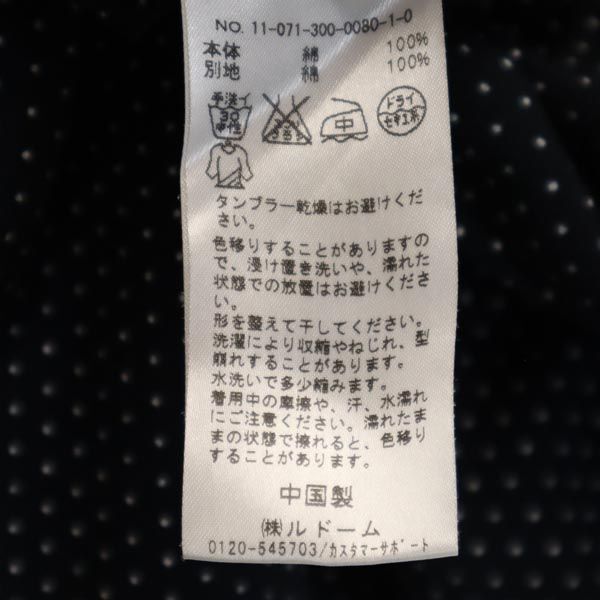 NO. 11-071-300-0080-1-0
本体 綿 100%
別地 綿 100%
手洗イ
30
中性
エンソ
サラシ
中
ドライ
セキユ系
タンブラー乾燥はお避けくだ
さい。
色移りすることがありますの
で、浸け置き洗いや、濡れた
状態での放置はお避けくださ
い。
形を整えて干してください。
洗濯により収縮やねじれ、型
崩れすることがあります。
水洗いで多少縮みます。
着用中の摩擦や、汗、水濡れ
にご注意ください。濡れたま
まの状態で擦れると、色移り
することがあります。
中国製
㈱ルドーム
0120-545703/カスタマーサポート